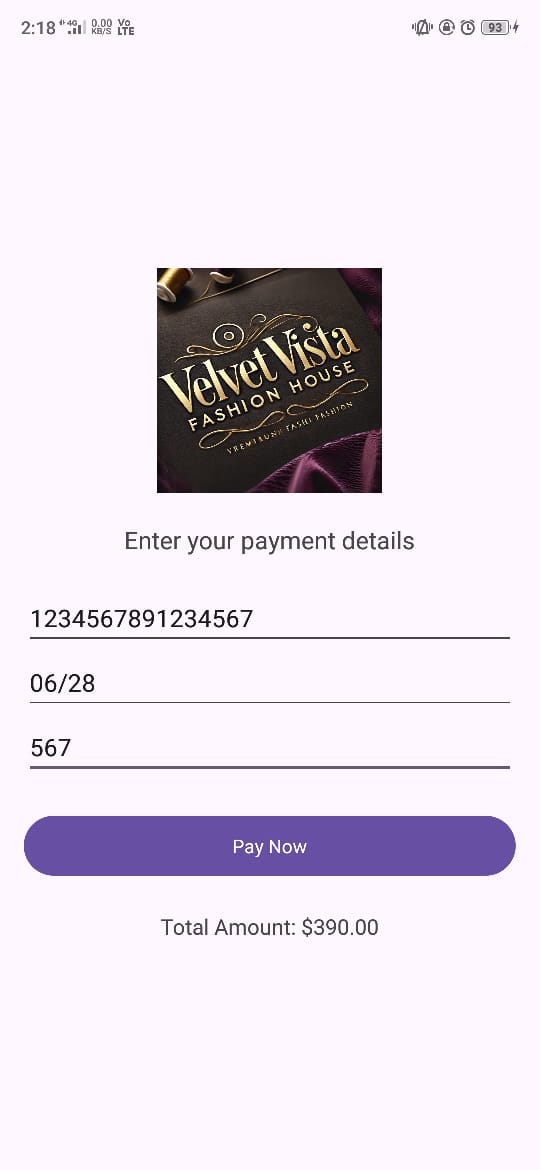 2:18 4G 0.00 KB/S Vo LTE 93
Velvet Vista
FASHION HOUSE
Enter your payment details
1234567891234567
06/28
567
Pay Now
Total Amount: $390.00